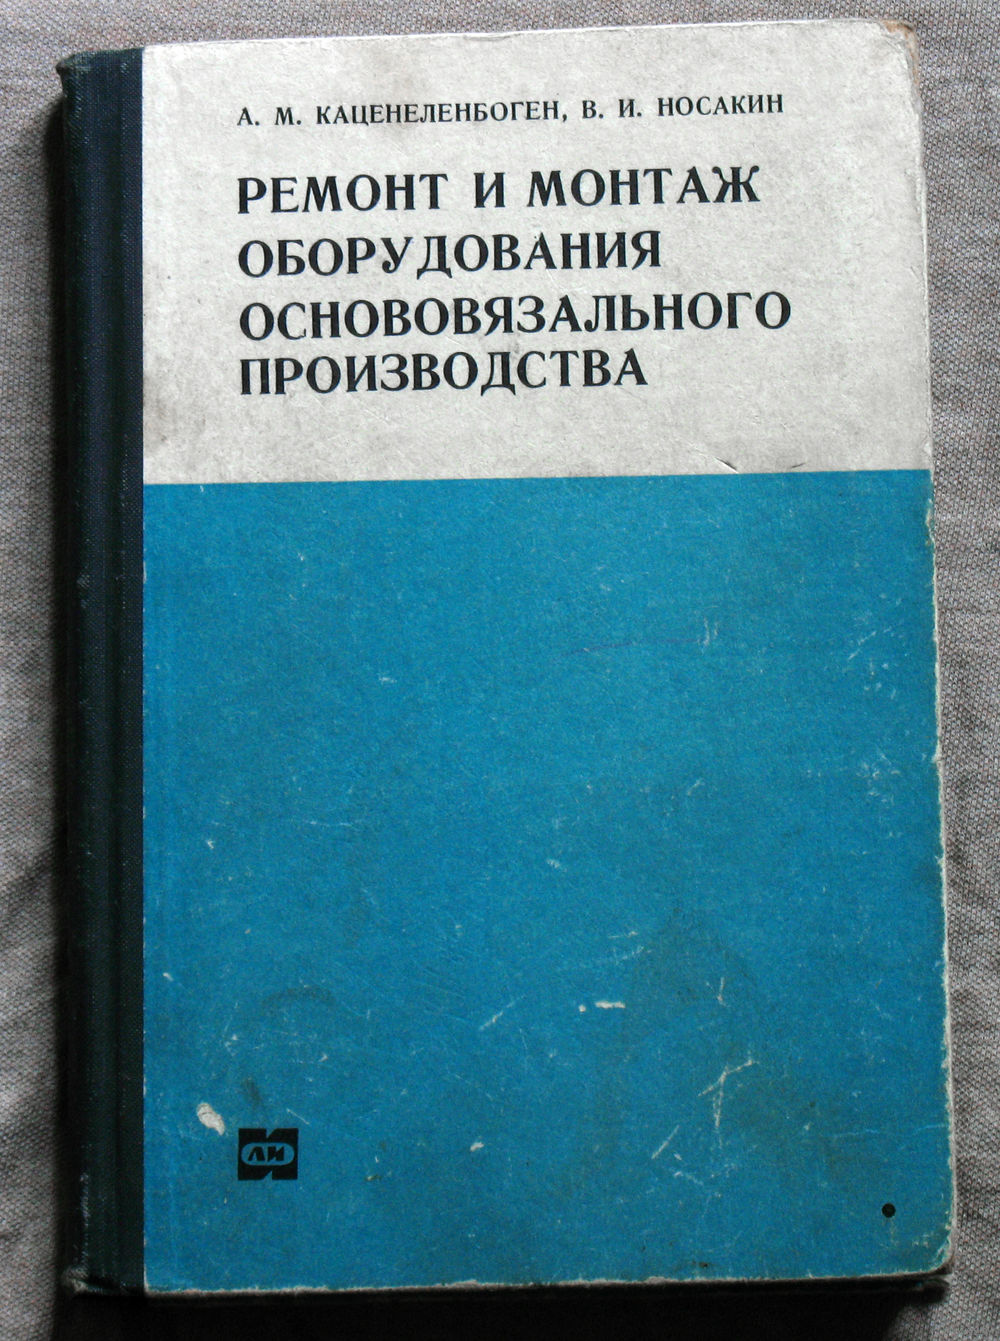 А. М. КАЦЕНЕЛЕНБОГЕН, В. И. НОСАКИН
РЕМОНТ И МОНТАЖ
ОБОРУДОВАНИЯ
ОСНОВОВЯЗАЛЬНОГО
ПРОИЗВОДСТВА
ЛИ